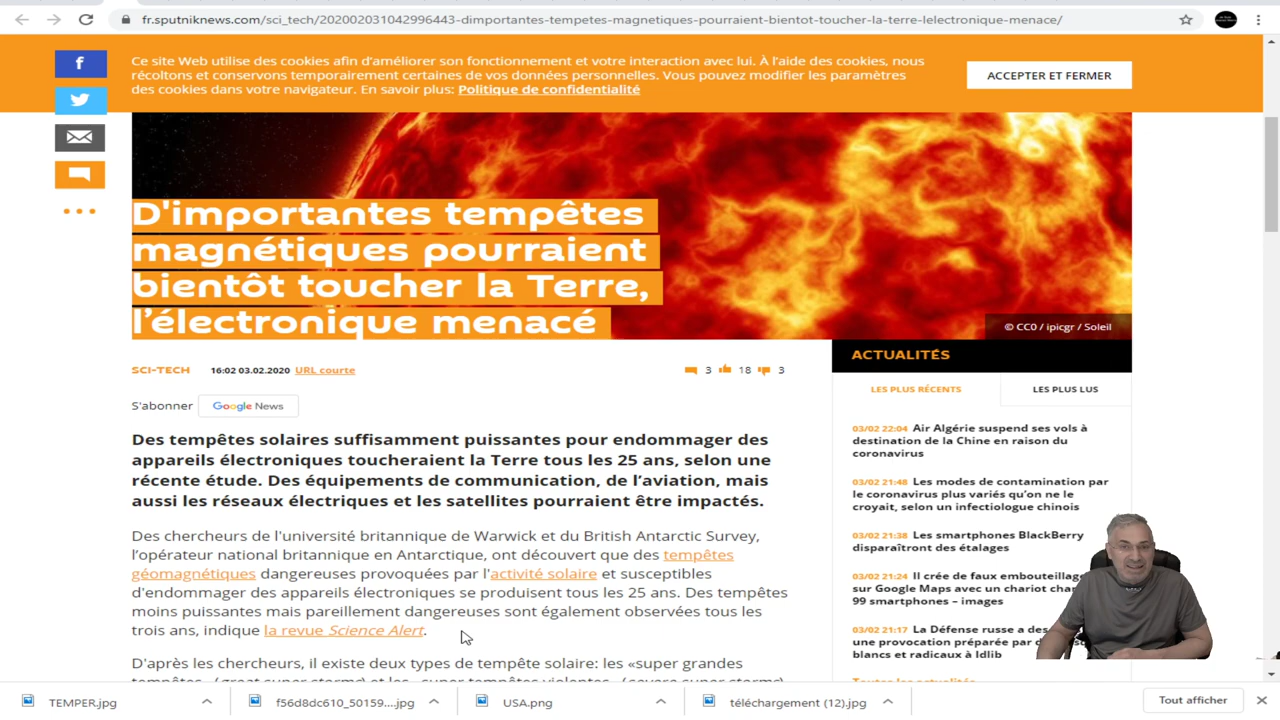 fr.sputniknews.com/sci_tech/202002031042996443-dimportantes-tempetes-magnetiques-pourraient-bientot-toucher-la-terre-lelectronique-menace/
Ce site Web utilise des cookies afin d'améliorer son fonctionnement et votre interaction avec lui. À l'aide des cookies, nous
récoltons et conservons temporairement certaines de vos données personnelles. Vous pouvez modifier les paramètres
des cookies dans votre navigateur. En savoir plus: Politique de confidentialité
ACCEPTER ET FERMER
D'importantes tempêtes
magnétiques pourraient
bientôt toucher la Terre,
l'électronique menacé
© CC0 / ipicgr / Soleil
SCI-TECH 16:02 03.02.2020 URL courte
3 18 3
S'abonner Google News
Des tempêtes solaires suffisamment puissantes pour endommager des
appareils électroniques toucheraient la Terre tous les 25 ans, selon une
récente étude. Des équipements de communication, de l'aviation, mais
aussi les réseaux électriques et les satellites pourraient être impactés.
Des chercheurs de l'université britannique de Warwick et du British Antarctic Survey,
l'opérateur national britannique en Antarctique, ont découvert que des tempêtes
géomagnétiques dangereuses provoquées par l'activité solaire et susceptibles
d'endommager des appareils électroniques se produisent tous les 25 ans. Des tempêtes
moins puissantes mais pareillement dangereuses sont également observées tous les
trois ans, indique la revue Science Alert.
D'après les chercheurs, il existe deux types de tempête solaire: les «super grandes
ACTUALITÉS
LES PLUS RÉCENTS LES PLUS LUS
03/02 22:04 Air Algérie suspend ses vols à
destination de la Chine en raison du
coronavirus
03/02 21:48 Les modes de contamination par
le coronavirus plus variés qu'on ne le
croyait, selon un infectiologue chinois
03/02 21:38 Les smartphones BlackBerry
disparaîtront des étalages
03/02 21:24 Il crée de faux embouteillage
sur Google Maps avec un chariot
99 smartphones – images
03/02 21:17 La Défense russe a
une provocation préparée par
blancs et radicaux à Idlib
TEMPER.jpg
f56d8dc610_50159....jpg
USA.png
téléchargement (12).jpg
Tout afficher